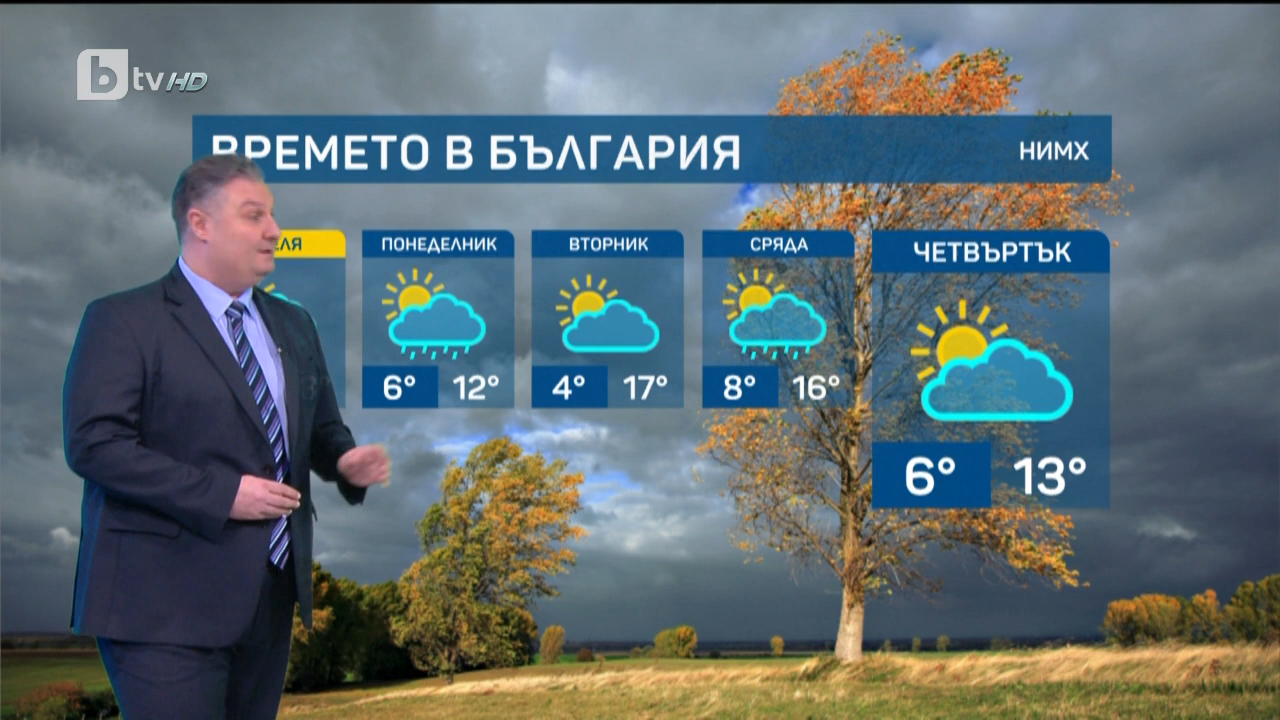 btv HD
ВРЕМЕТО В БЪЛГАРИЯ
НИМХ
ПОНЕДЕЛНИК
ВТОРНИК
СРЯДА
ЧЕТВЪРТЪК
6° 12°
4° 17°
8° 16°
6° 13°